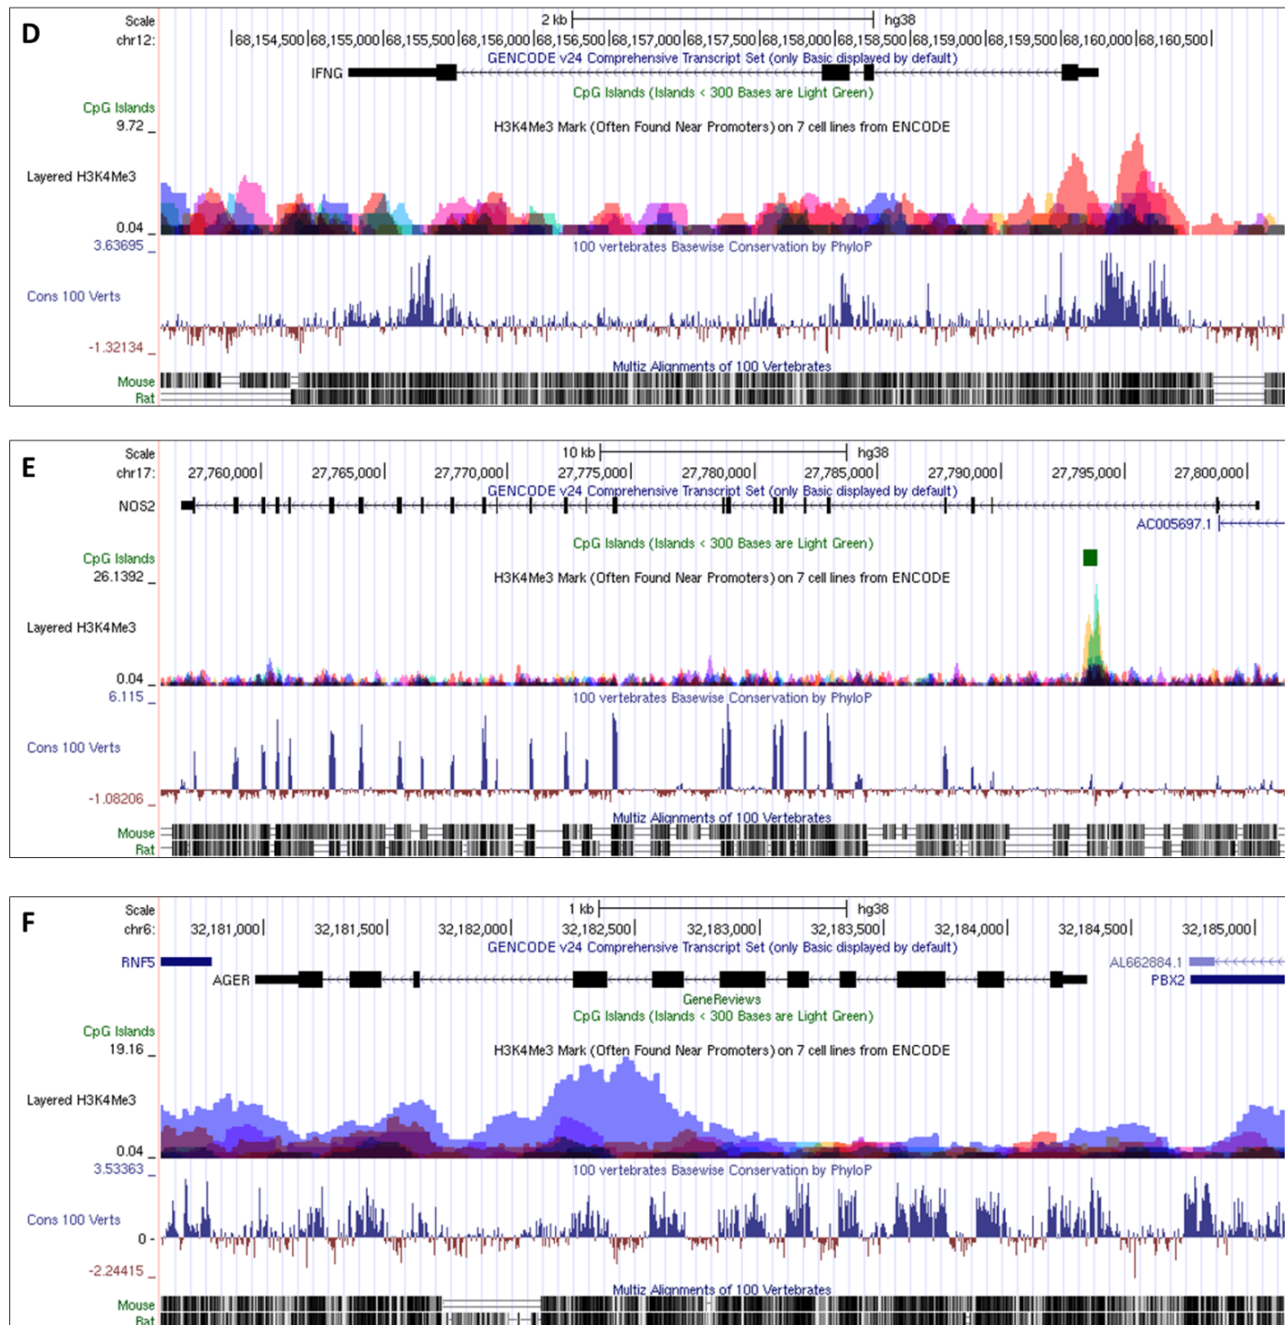 D
Scale 2 kb hg38
chr12: 68,154,500 68,155,000 68,155,500 68,156,000 68,156,500 68,157,000 68,157,500 68,158,000 68,158,500 68,159,000 68,159,500 68,160,000 68,160,500
GENCODE v24 Comprehensive Transcript Set (only Basic displayed by default)
IFNG
CpG Islands (Islands < 300 Bases are Light Green)
CpG Islands
9.72 _
H3K4Me3 Mark (Often Found Near Promoters) on 7 cell lines from ENCODE
Layered H3K4Me3
0.04 _
3.63695 _
100 vertebrates Basewise Conservation by PhyloP
Cons 100 Verts
-1.32134 _
Multiz Alignments of 100 Vertebrates
Mouse
Rat
E
Scale 10 kb hg38
chr17: 27,760,000 27,765,000 27,770,000 27,775,000 27,780,000 27,785,000 27,790,000 27,795,000 27,800,000
GENCODE v24 Comprehensive Transcript Set (only Basic displayed by default)
NOS2
AC005697.1
CpG Islands (Islands < 300 Bases are Light Green)
CpG Islands
26.1392 _
H3K4Me3 Mark (Often Found Near Promoters) on 7 cell lines from ENCODE
Layered H3K4Me3
0.04 _
6.115 _
100 vertebrates Basewise Conservation by PhyloP
Cons 100 Verts
-1.08206 _
Multiz Alignments of 100 Vertebrates
Mouse
Rat
F
Scale 1 kb hg38
chr6: 32,181,000 32,181,500 32,182,000 32,182,500 32,183,000 32,183,500 32,184,000 32,184,500 32,185,000
GENCODE v24 Comprehensive Transcript Set (only Basic displayed by default)
RNF5 AL662884.1
AGER PBX2
GeneReviews
CpG Islands (Islands < 300 Bases are Light Green)
CpG Islands
19.16 _
H3K4Me3 Mark (Often Found Near Promoters) on 7 cell lines from ENCODE
Layered H3K4Me3
0.04 _
3.53363 _
100 vertebrates Basewise Conservation by PhyloP
Cons 100 Verts
0 -
-2.24415 _
Multiz Alignments of 100 Vertebrates
Mouse
Rat